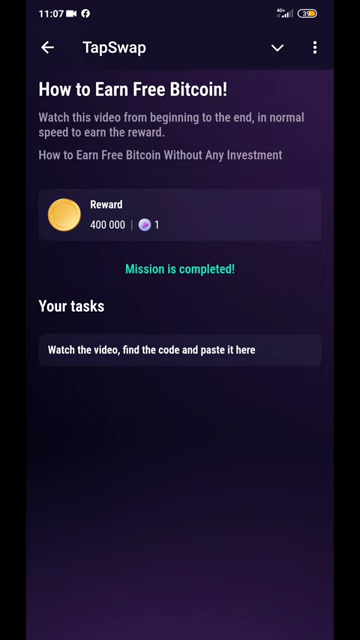 11:07
4G+
39
TapSwap
How to Earn Free Bitcoin!
Watch this video from beginning to the end, in normal
speed to earn the reward.
How to Earn Free Bitcoin Without Any Investment
Reward
400 000 | 1
Mission is completed!
Your tasks
Watch the video, find the code and paste it here